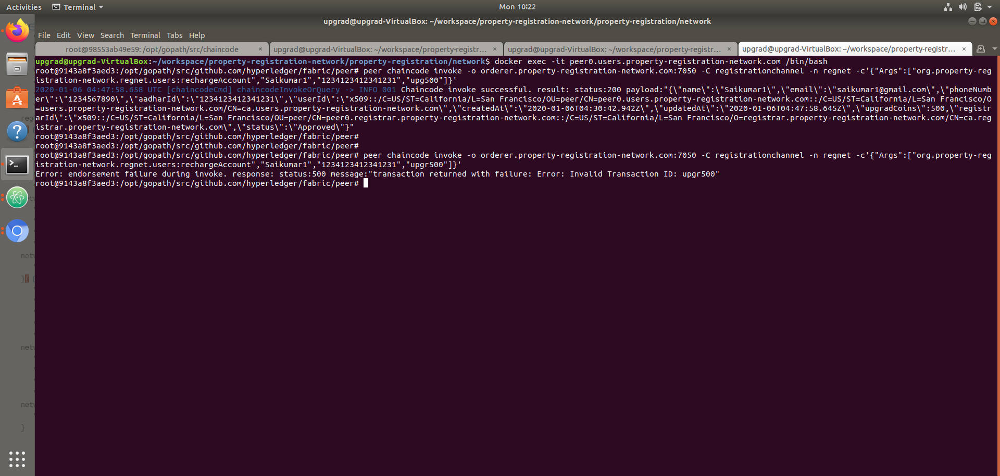 Activities Terminal Mon 10:22
upgrad@upgrad-VirtualBox: ~/workspace/property-registration-network/property-registration/network
File Edit View Search Terminal Tabs Help
root@98553ab49e59: /opt/gopath/src/chaincode × upgrad@upgrad-VirtualBox: ~/workspace/property-registr... × upgrad@upgrad-VirtualBox: ~/workspace/property-registr... × upgrad@upgrad-VirtualBox: ~/workspace/property-registr... ×
upgrad@upgrad-VirtualBox:~/workspace/property-registration-network/property-registration/network$ docker exec -it peer0.users.property-registration-network.com /bin/bash
root@9143a8f3aed3:/opt/gopath/src/github.com/hyperledger/fabric/peer# peer chaincode invoke -o orderer.property-registration-network.com:7050 -C registrationchannel -n regnet -c'{"Args":["org.property-reg
istration-network.regnet.users:rechargeAccount","Saikumar1","1234123412341231","upg500"]}'
2020-01-06 04:47:58.658 UTC [chaincodeCmd] chaincodeInvokeOrQuery -> INFO 001 Chaincode invoke successful. result: status:200 payload:"{\"name\":\"Saikumar1\",\"email\":\"saikumar1@gmail.com\",\"phoneNumb
er\":\"1234567890\",\"aadharId\":\"1234123412341231\",\"userId\":\"x509::/C=US/ST=California/L=San Francisco/OU=peer/CN=peer0.users.property-registration-network.com::/C=US/ST=California/L=San Francisco/O
=users.property-registration-network.com/CN=ca.users.property-registration-network.com\",\"createdAt\":\"2020-01-06T04:30:42.942Z\",\"updatedAt\":\"2020-01-06T04:47:58.645Z\",\"upgradCoins\":500,\"registr
arId\":\"x509::/C=US/ST=California/L=San Francisco/OU=peer/CN=peer0.registrar.property-registration-network.com::/C=US/ST=California/L=San Francisco/O=registrar.property-registration-network.com/CN=ca.reg
istrar.property-registration-network.com\",\"status\":\"Approved\"}"
root@9143a8f3aed3:/opt/gopath/src/github.com/hyperledger/fabric/peer#
root@9143a8f3aed3:/opt/gopath/src/github.com/hyperledger/fabric/peer#
root@9143a8f3aed3:/opt/gopath/src/github.com/hyperledger/fabric/peer# peer chaincode invoke -o orderer.property-registration-network.com:7050 -C registrationchannel -n regnet -c'{"Args":["org.property-reg
istration-network.regnet.users:rechargeAccount","Saikumar1","1234123412341231","upgr500"]}'
Error: endorsement failure during invoke. response: status:500 message:"transaction returned with failure: Error: Invalid Transaction ID: upgr500"
root@9143a8f3aed3:/opt/gopath/src/github.com/hyperledger/fabric/peer#